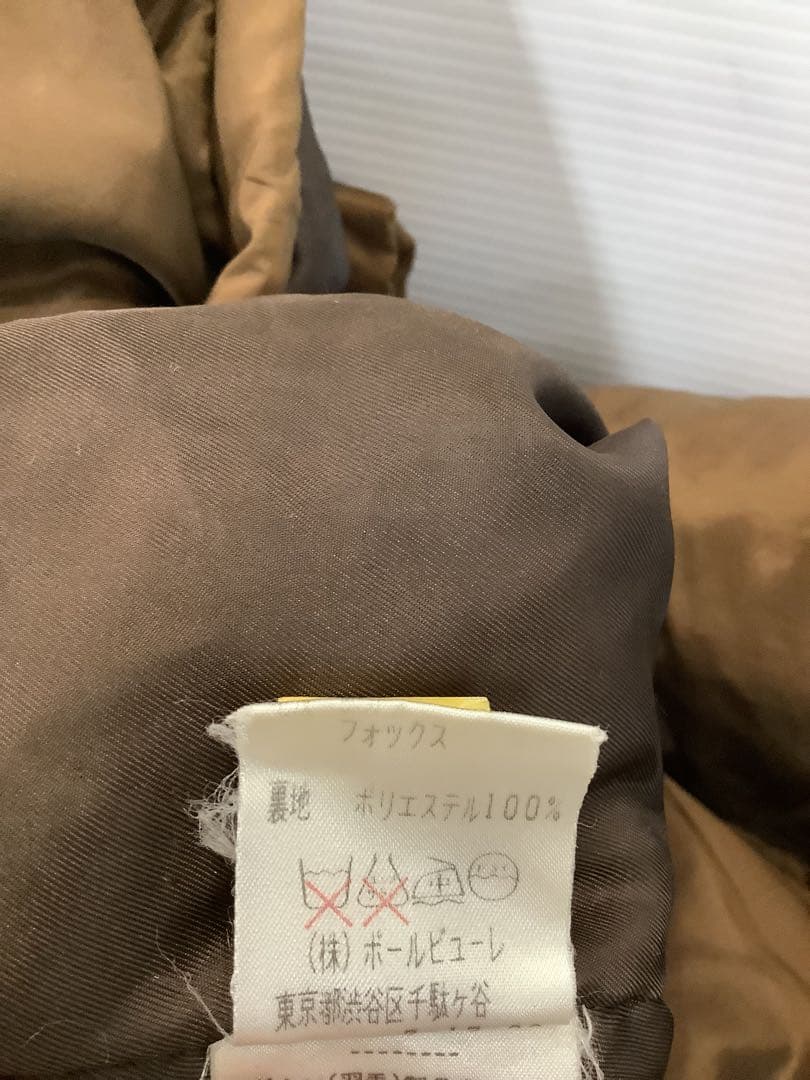 フォックス
裏地 ポリエステル100%
(株)ポールビューレ
東京都渋谷区千駄ケ谷
--------